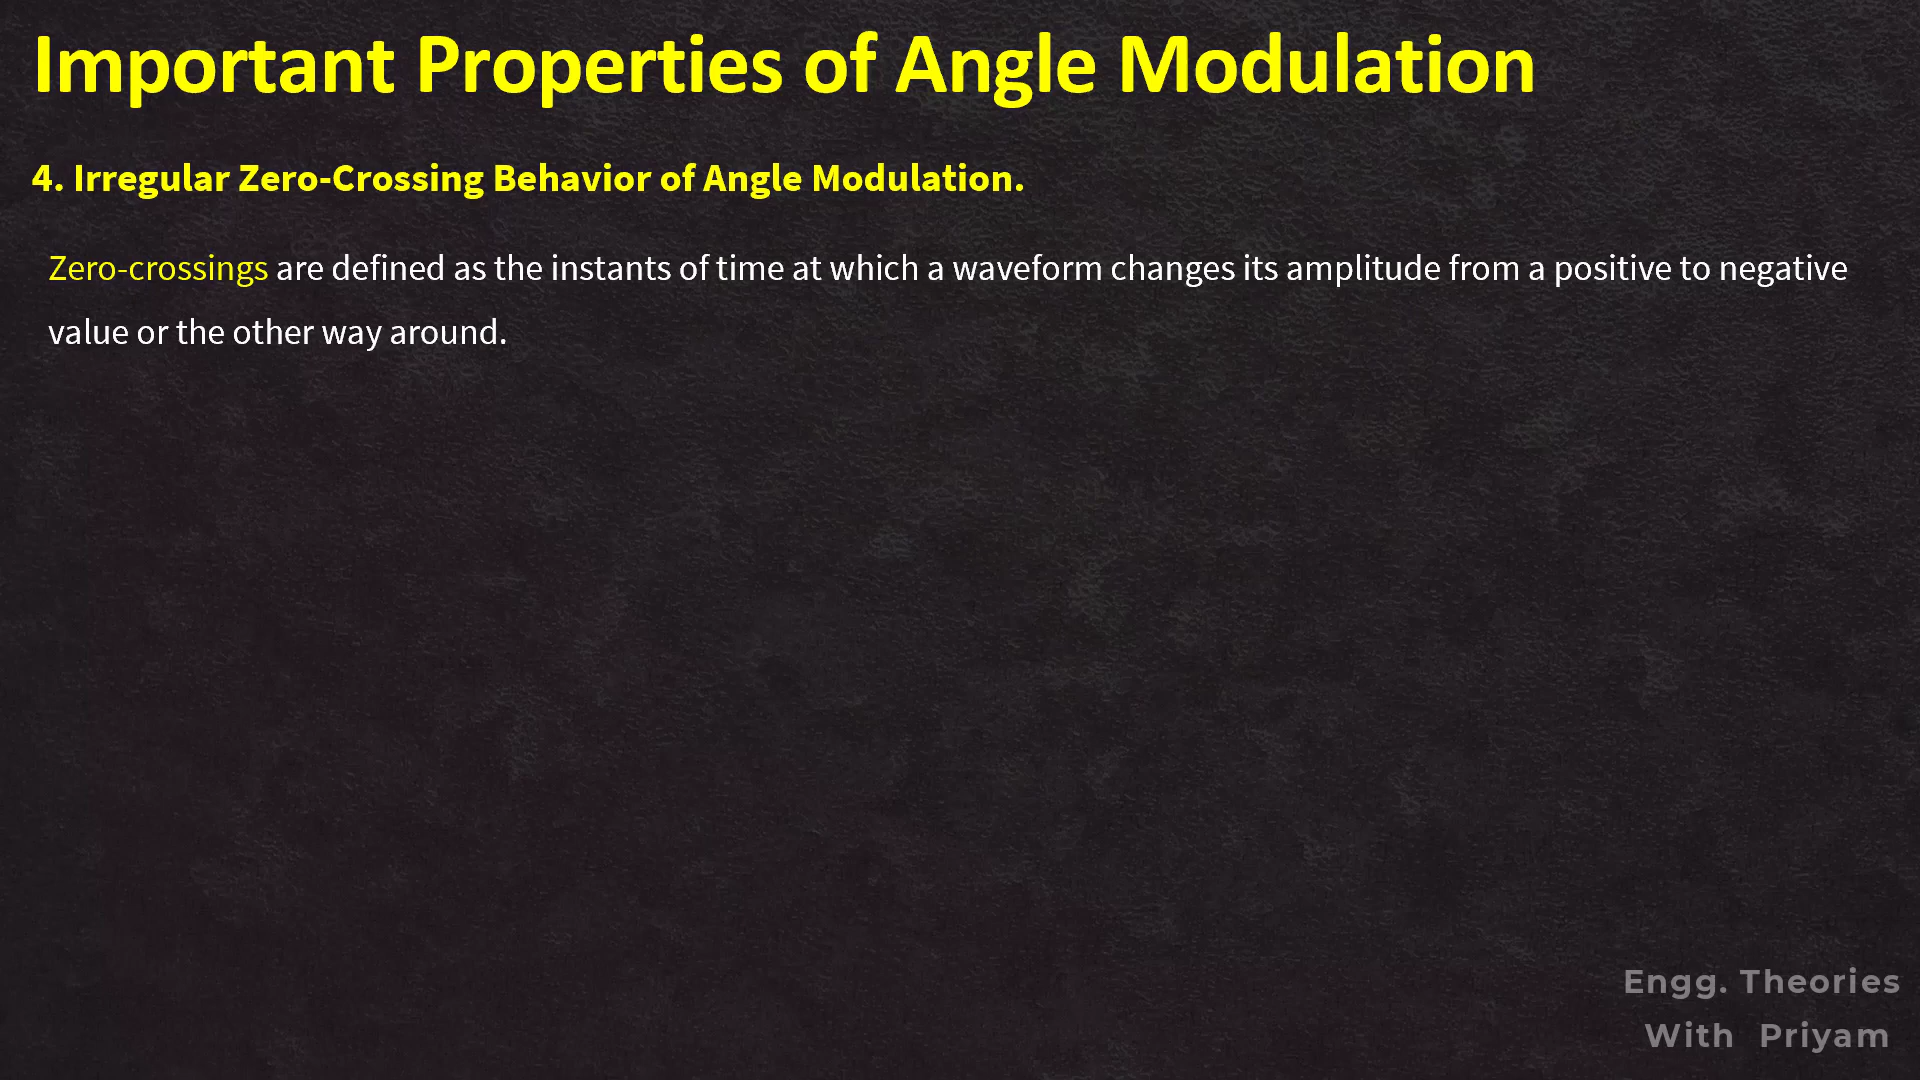 Important Properties of Angle Modulation
4. Irregular Zero-Crossing Behavior of Angle Modulation.
Zero-crossings are defined as the instants of time at which a waveform changes its amplitude from a positive to negative
value or the other way around.
Engg. Theories
With Priyam